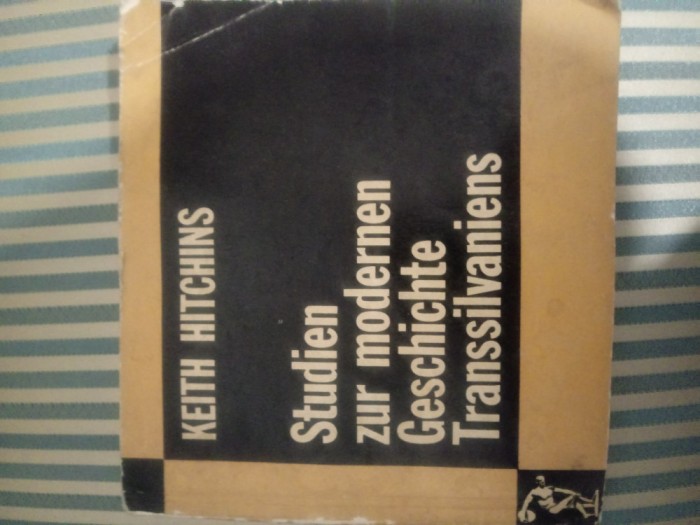 KEITH HITCHINS
Studien
zur modernen
Geschichte
Transsilvaniens